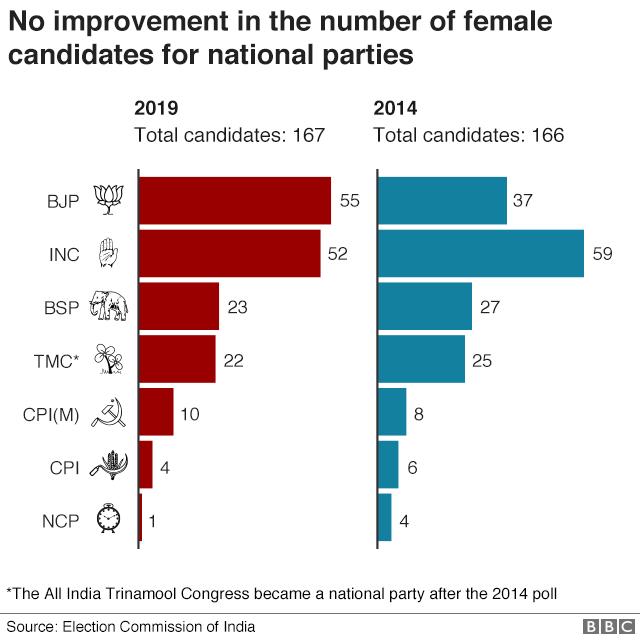 No improvement in the number of female
candidates for national parties
2019
Total candidates: 167
2014
Total candidates: 166
BJP 55 37
INC 52 59
BSP 23 27
TMC* 22 25
CPI(M) 10 8
CPI 4 6
NCP 1 4
*The All India Trinamool Congress became a national party after the 2014 poll
Source: Election Commission of India
BBC